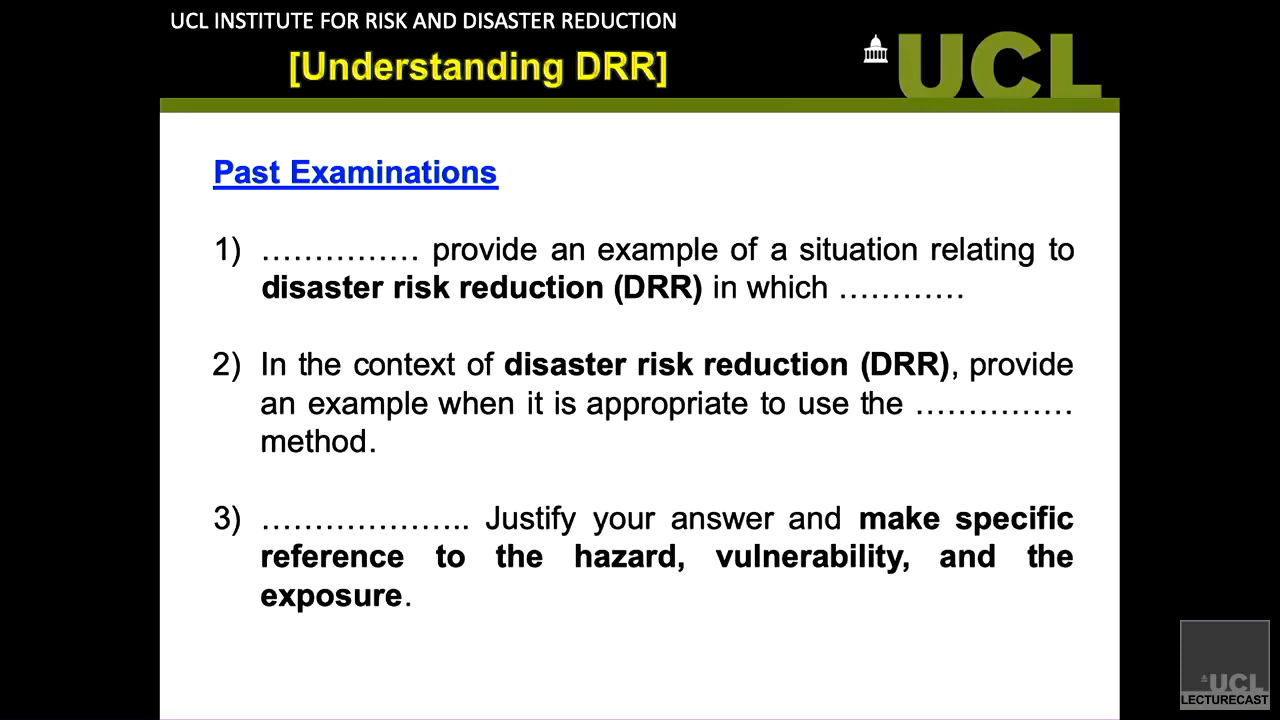 UCL INSTITUTE FOR RISK AND DISASTER REDUCTION
[Understanding DRR]
UCL
Past Examinations
1) …………… provide an example of a situation relating to
disaster risk reduction (DRR) in which …………
2) In the context of disaster risk reduction (DRR), provide
an example when it is appropriate to use the ……………
method.
3) ……………….. Justify your answer and make specific
reference to the hazard, vulnerability, and the
exposure.
UCL
LECTURECAST